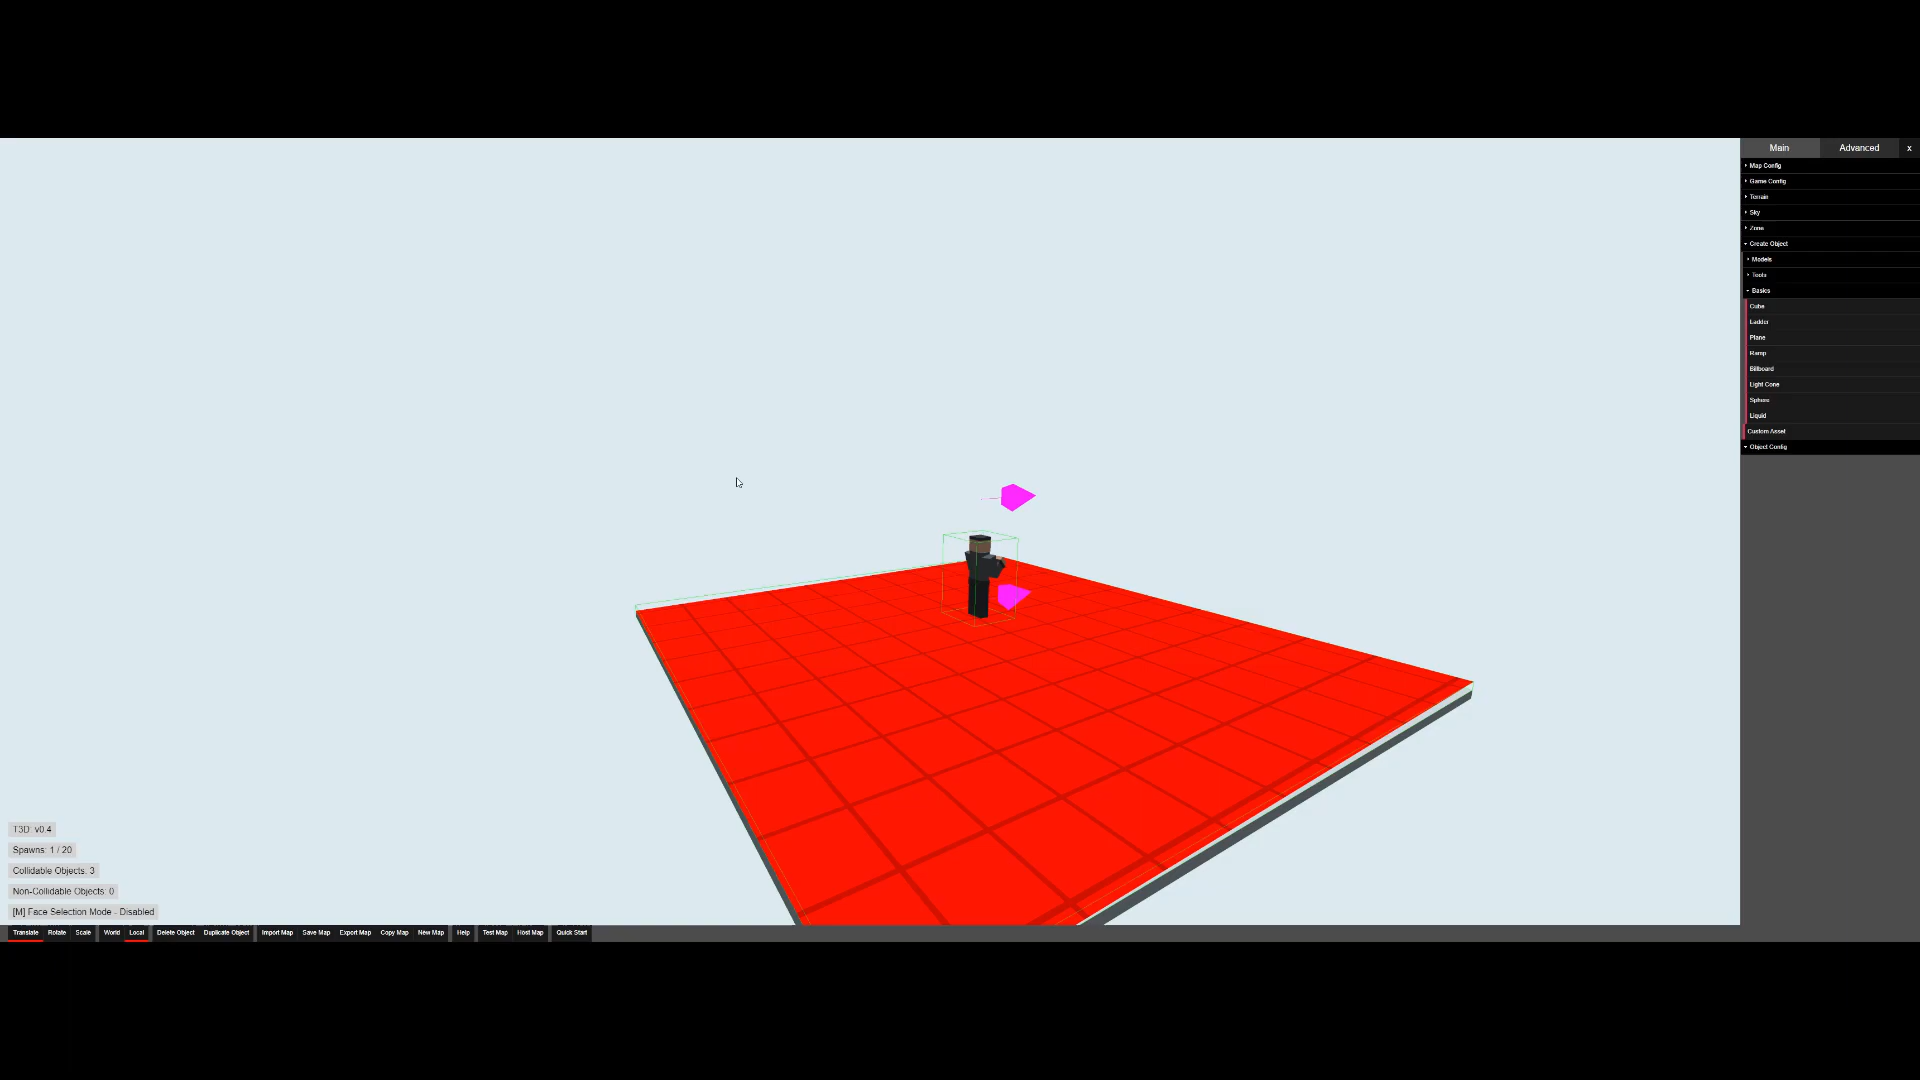 Main Advanced x
Map Config
Game Config
Terrain
Sky
Zone
Create Object
Models
Tools
Basics
Cube
Ladder
Plane
Ramp
Billboard
Light Cone
Sphere
Liquid
Custom Asset
Object Config
T3D: v0.4
Spawns: 1 / 20
Collidable Objects: 3
Non-Collidable Objects: 0
[M] Face Selection Mode - Disabled
Translate Rotate Scale World Local Delete Object Duplicate Object Import Map Save Map Export Map Copy Map New Map Help Test Map Host Map Quick Start